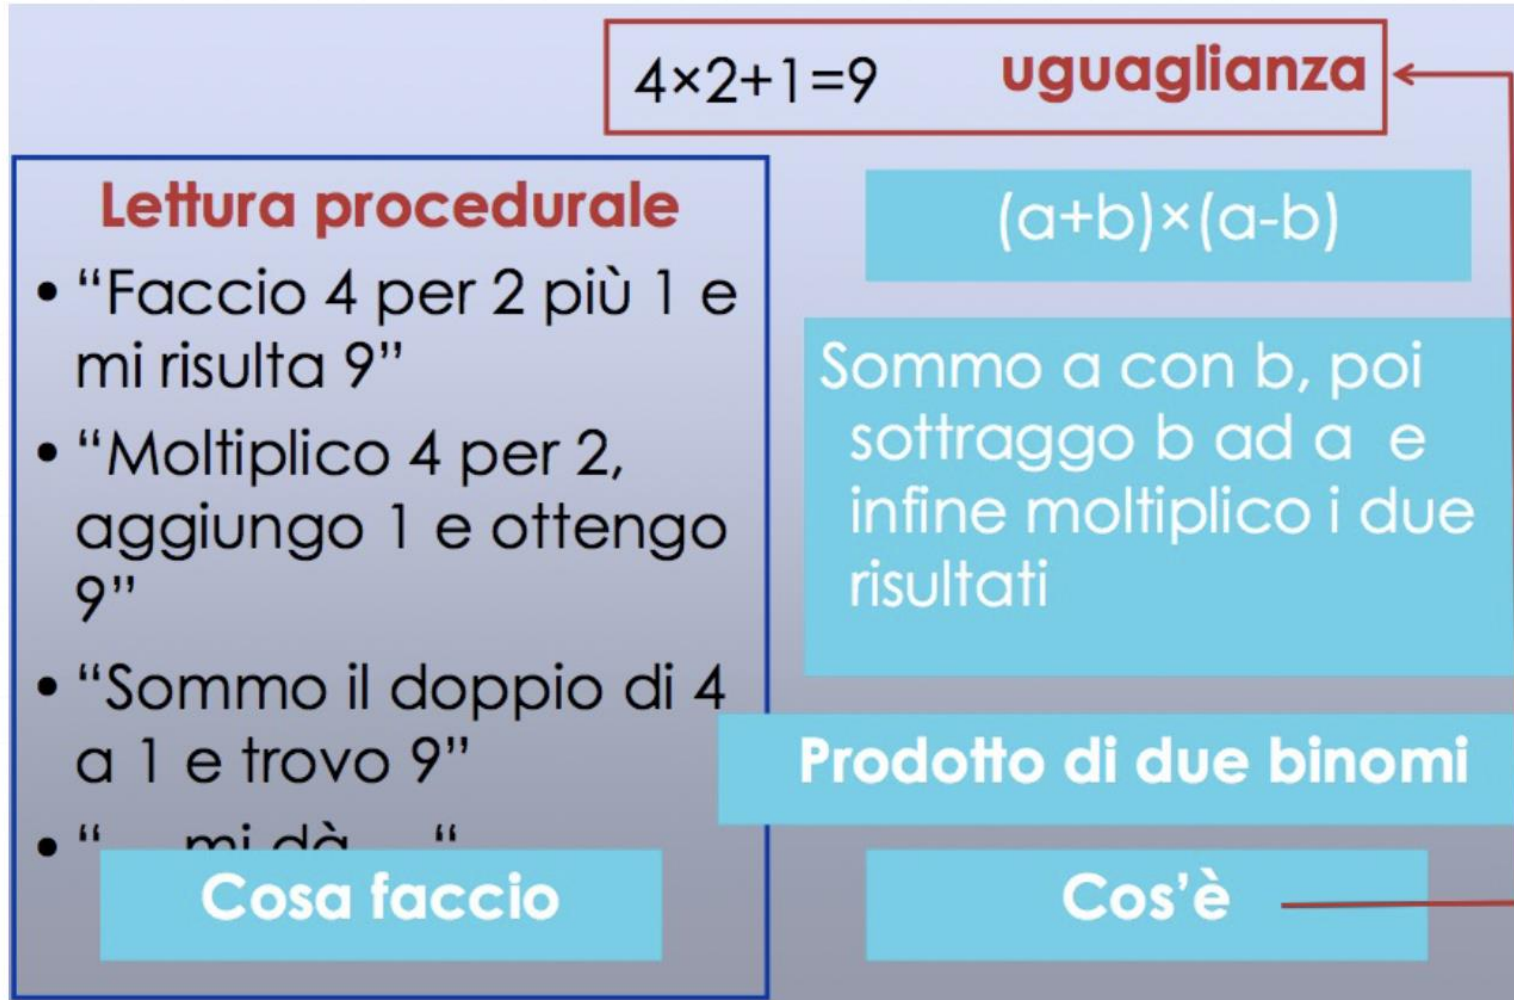 4×2+1=9 uguaglianza
Lettura procedurale
• “Faccio 4 per 2 più 1 e
mi risulta 9”
• “Moltiplico 4 per 2,
aggiungo 1 e ottengo
9”
• “Sommo il doppio di 4
a 1 e trovo 9”
• “... mi dà ... “
Cosa faccio
(a+b)×(a-b)
Sommo a con b, poi
sottraggo b ad a e
infine moltiplico i due
risultati
Prodotto di due binomi
Cos’è